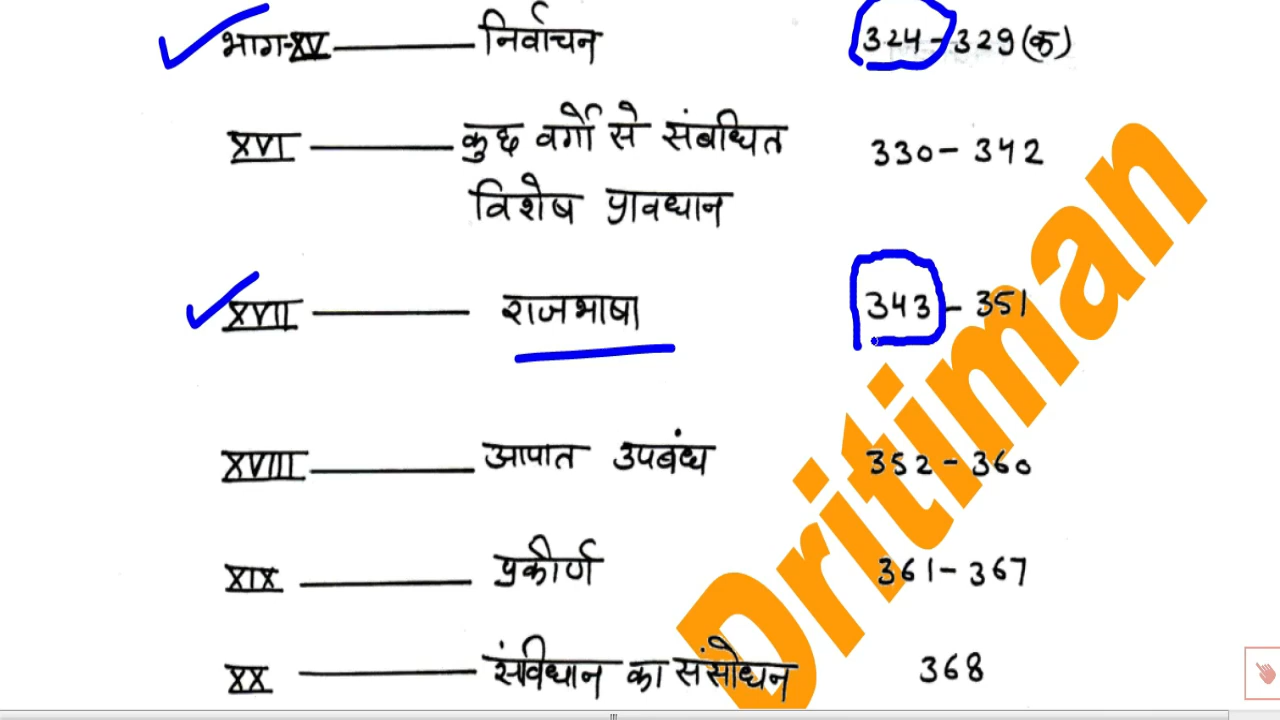 भाग-XV निर्वाचन 324-329(क)
XVI कुछ वर्गो से संबधित 330-342
विशेष प्रावधान
XVII राजभाषा 343-351
XVIII आपात उपबंध 352-360
XIX प्रकीर्ण 361-367
XX संविधान का संसोधन 368
Dritiman